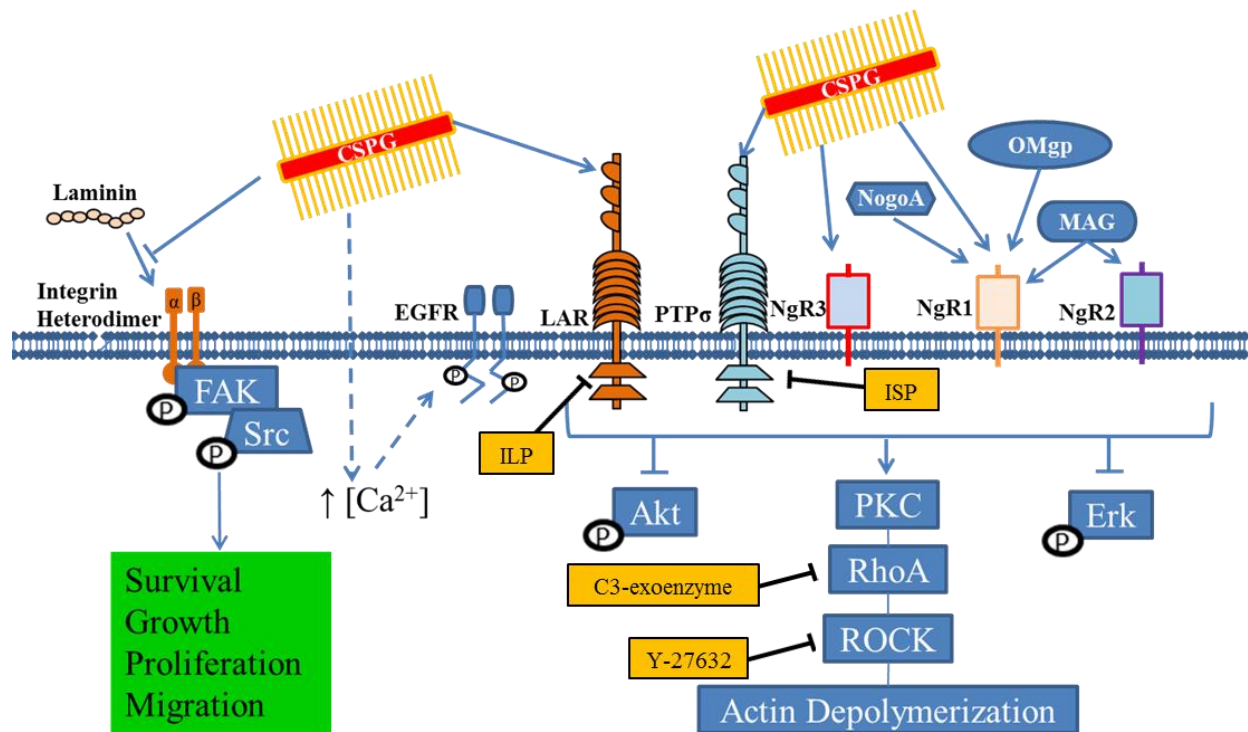 CSPG
CSPG
OMgp
Laminin
NogoA
MAG
Integrin
Heterodimer
α
β
EGFR
LAR
PTPσ
NgR3
NgR1
NgR2
P
P
FAK
P
Src
P
ILP
ISP
↑ [Ca²⁺]
Akt
P
PKC
Erk
P
Survival
Growth
Proliferation
Migration
C3-exoenzyme
RhoA
Y-27632
ROCK
Actin Depolymerization